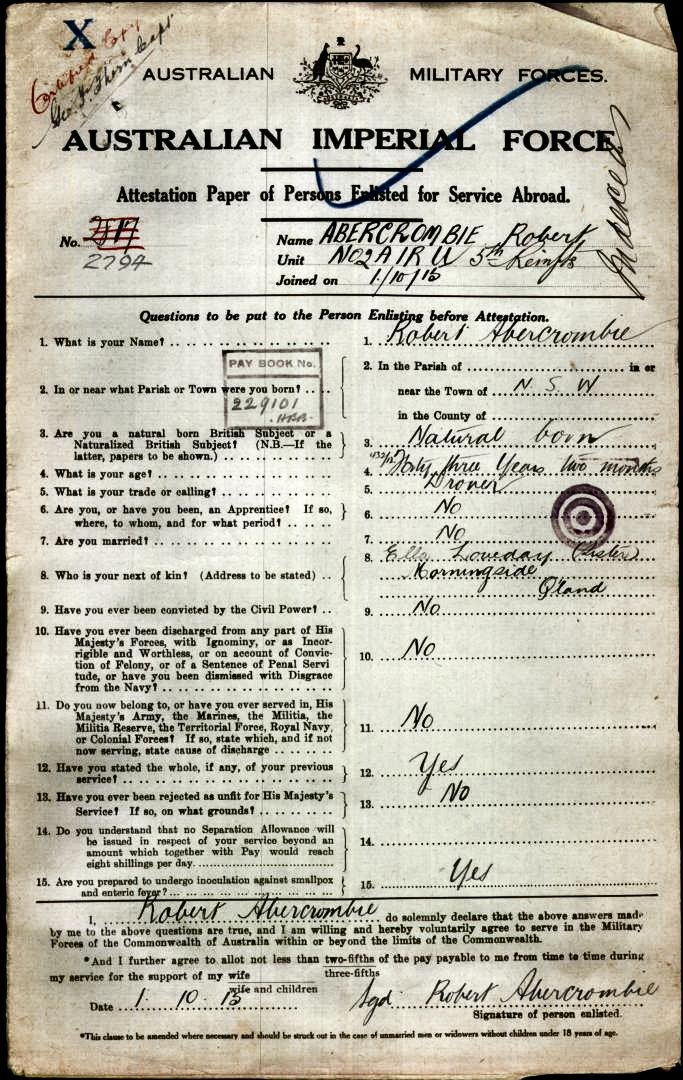 X
Certified Copy
Geo. F. Thorn Capt
AUSTRALIAN MILITARY FORCES.
AUSTRALIAN IMPERIAL FORCE
Attestation Paper of Persons Enlisted for Service Abroad.
No. 2794
Name ABERCROMBIE Robert
Unit No 2 A I R U 5th
Joined on 1/10/15
Questions to be put to the Person Enlisting before Attestation.
1. What is your Name? 1. Robert Abercrombie
PAY BOOK No.
229101
2. In or near what Parish or Town were you born?
2. In the Parish of in or
near the Town of N S W
in the County of
3. Are you a natural born British Subject or a
Naturalized British Subject? (N.B.—If the
latter, papers to be shown.)
3. Natural born
4. What is your age? 4. Forty three Years two months
5. What is your trade or calling? 5. Drover
6. Are you, or have you been, an Apprentice? If so,
where, to whom, and for what period?
6. No
7. Are you married? 7. No
8. Who is your next of kin? (Address to be stated)
8. Ella Loveday (Sister)
Morningside
Qland
9. Have you ever been convicted by the Civil Power? 9. No
10. Have you ever been discharged from any part of His
Majesty's Forces, with Ignominy, or as Incor-
rigible and Worthless, or on account of Convic-
tion of Felony, or of a Sentence of Penal Servi
tude, or have you been dismissed with Disgrace
from the Navy?
10. No
11. Do you now belong to, or have you ever served in, His
Majesty's Army, the Marines, the Militia, the
Militia Reserve, the Territorial Force, Royal Navy,
or Colonial Forces? If so, state which, and if not
now serving, state cause of discharge
11. No
12. Have you stated the whole, if any, of your previous
service?
12. Yes
13. Have you ever been rejected as unfit for His Majesty's
Service? If so, on what grounds?
13. No
14. Do you understand that no Separation Allowance will
be issued in respect of your service beyond an
amount which together with Pay would reach
eight shillings per day.
14.
15. Are you prepared to undergo inoculation against smallpox
and enteric fever?
15. Yes
I, Robert Abercrombie do solemnly declare that the above answers made
by me to the above questions are true, and I am willing and hereby voluntarily agree to serve in the Military
Forces of the Commonwealth of Australia within or beyond the limits of the Commonwealth.
*And I further agree to allot not less than two-fifths of the pay payable to me from time to time during
three-fifths
my service for the support of my wife
wife and children
Date 1. 10. 15
Sgd. Robert Abercrombie
Signature of person enlisted.
*This clause to be amended where necessary and should be struck out in the case of unmarried men or widowers without children under 18 years of age.